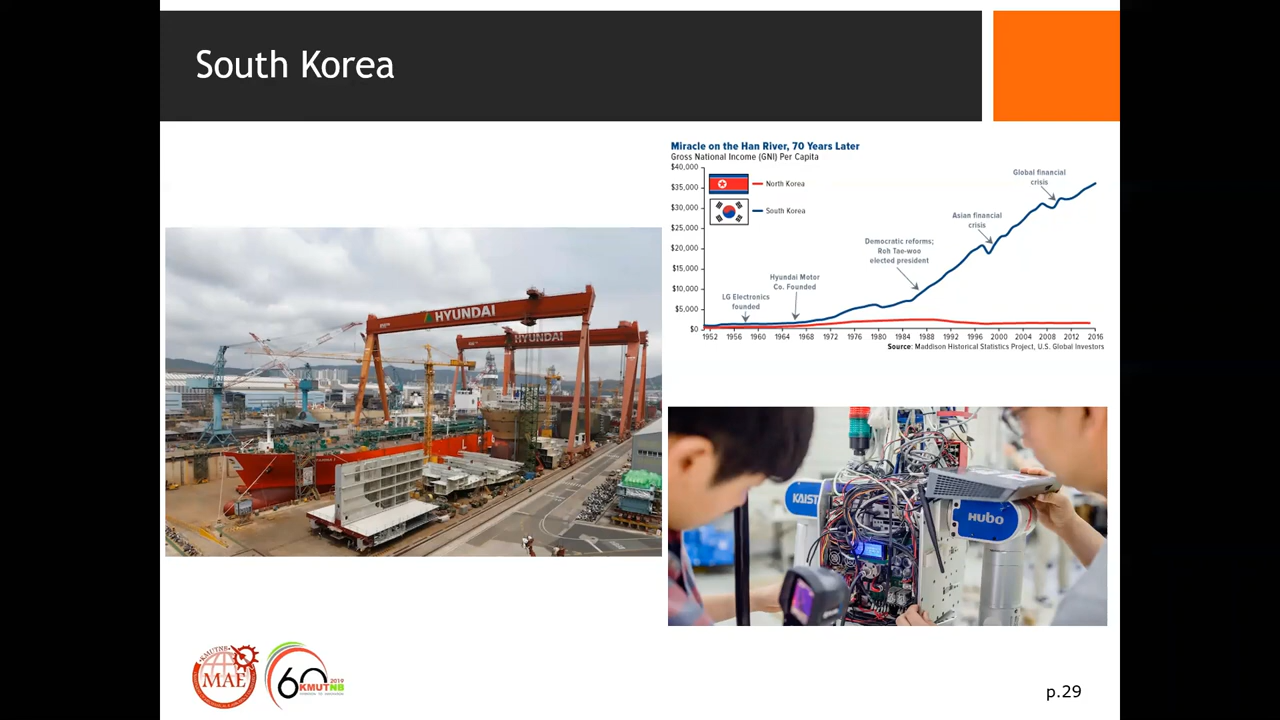 South Korea
Miracle on the Han River, 70 Years Later
Gross National Income (GNI) Per Capita
$40,000
$35,000
$30,000
$25,000
$20,000
$15,000
$10,000
$5,000
$0
North Korea
South Korea
Global financial
crisis
Asian financial
crisis
Democratic reforms;
Roh Tae-woo
elected president
Hyundai Motor
Co. Founded
LG Electronics
founded
1952 1956 1960 1964 1968 1972 1976 1980 1984 1988 1992 1996 2000 2004 2008 2012 2016
Source: Maddison Historical Statistics Project, U.S. Global Investors
HYUNDAI
HYUNDAI
KAIST
HUBO
KMUTNB
MAE
60
2019
KMUTNB
p.29